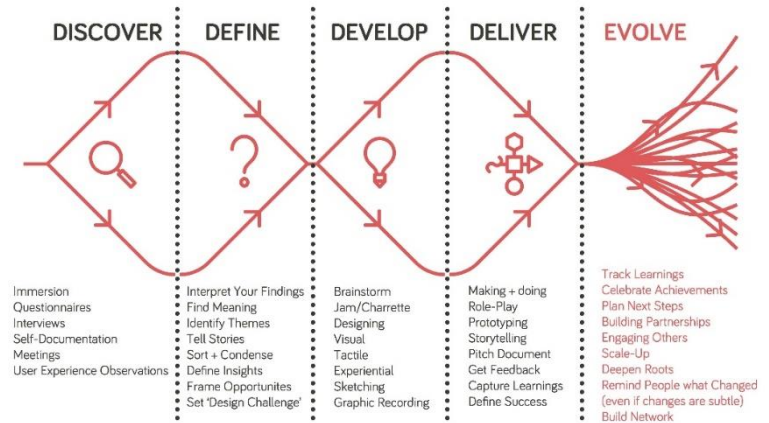 DISCOVER
DEFINE
DEVELOP
DELIVER
EVOLVE
Immersion
Questionnaires
Interviews
Self-Documentation
Meetings
User Experience Observations
Interpret Your Findings
Find Meaning
Identify Themes
Tell Stories
Sort + Condense
Define Insights
Frame Opportunites
Set ‘Design Challenge’
Brainstorm
Jam/Charrette
Designing
Visual
Tactile
Experiential
Sketching
Graphic Recording
Making + doing
Role-Play
Prototyping
Storytelling
Pitch Document
Get Feedback
Capture Learnings
Define Success
Track Learnings
Celebrate Achievements
Plan Next Steps
Building Partnerships
Engaging Others
Scale-Up
Deepen Roots
Remind People what Changed
(even if changes are subtle)
Build Network